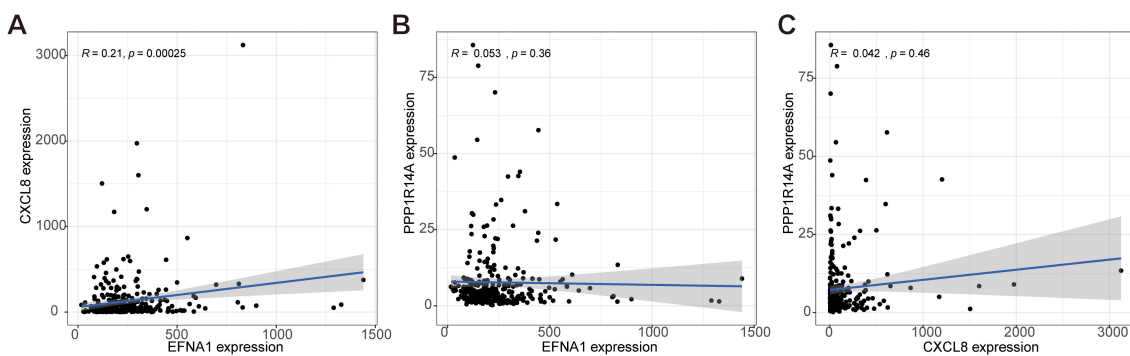 A
R = 0.21, p = 0.00025
CXCL8 expression
3000
2000
1000
0
0 500 1000 1500
EFNA1 expression
B
R = 0.053 , p = 0.36
PPP1R14A expression
75
50
25
0
0 500 1000 1500
EFNA1 expression
C
R = 0.042 , p = 0.46
PPP1R14A expression
75
50
25
0
0 1000 2000 3000
CXCL8 expression